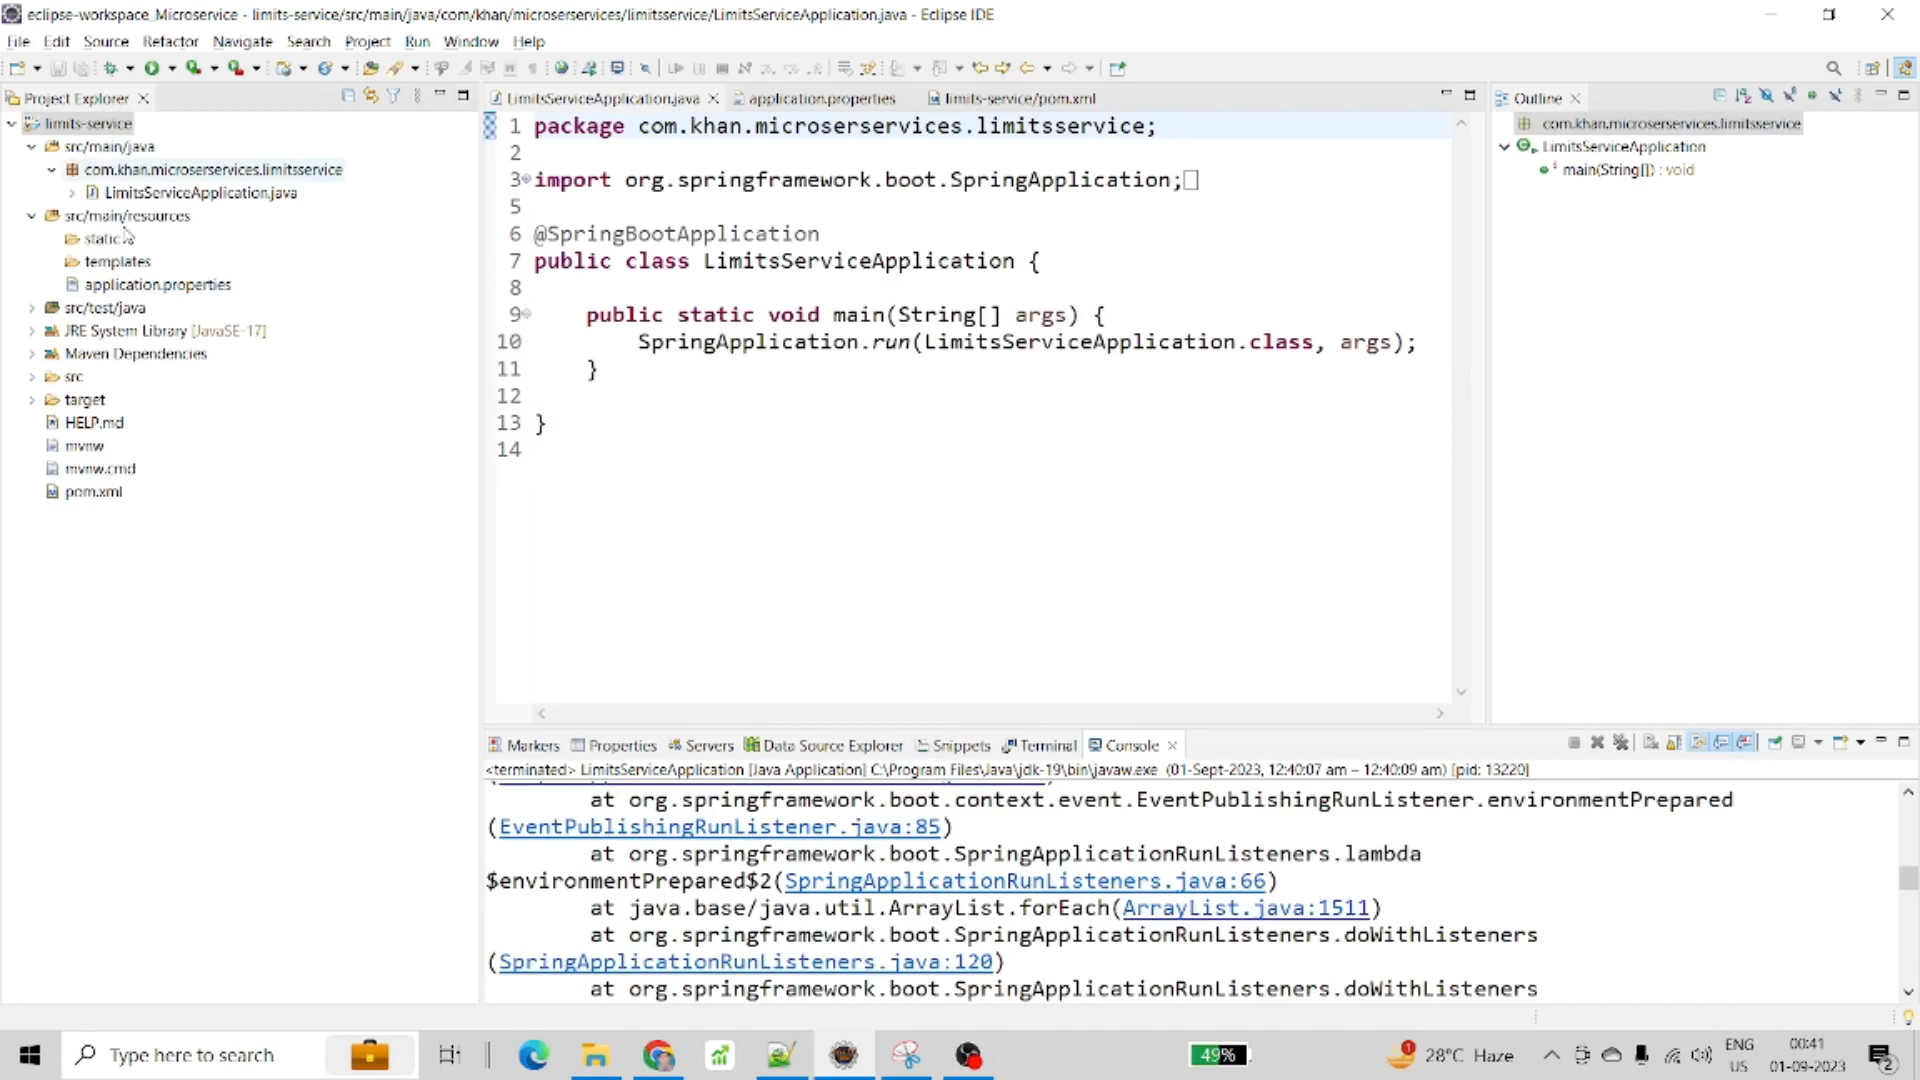 eclipse-workspace_Microservice - limits-service/src/main/java/com/khan/microserservices/limitsservice/LimitsServiceApplication.java - Eclipse IDE
File Edit Source Refactor Navigate Search Project Run Window Help
Project Explorer
limits-service
src/main/java
com.khan.microserservices.limitsservice
LimitsServiceApplication.java
src/main/resources
static
templates
application.properties
src/test/java
JRE System Library [JavaSE-17]
Maven Dependencies
src
target
HELP.md
mvnw
mvnw.cmd
pom.xml
LimitsServiceApplication.java application.properties limits-service/pom.xml
1 package com.khan.microserservices.limitsservice;
2
3 import org.springframework.boot.SpringApplication;
5
6 @SpringBootApplication
7 public class LimitsServiceApplication {
8
9 public static void main(String[] args) {
10 SpringApplication.run(LimitsServiceApplication.class, args);
11 }
12
13 }
14
Outline
com.khan.microserservices.limitsservice
LimitsServiceApplication
main(String[]) : void
Markers Properties Servers Data Source Explorer Snippets Terminal Console
<terminated> LimitsServiceApplication [Java Application] C:\Program Files\Java\jdk-19\bin\javaw.exe (01-Sept-2023, 12:40:07 am – 12:40:09 am) [pid: 13220]
at org.springframework.boot.context.event.EventPublishingRunListener.environmentPrepared
(EventPublishingRunListener.java:85)
at org.springframework.boot.SpringApplicationRunListeners.lambda
$environmentPrepared$2(SpringApplicationRunListeners.java:66)
at java.base/java.util.ArrayList.forEach(ArrayList.java:1511)
at org.springframework.boot.SpringApplicationRunListeners.doWithListeners
(SpringApplicationRunListeners.java:120)
at org.springframework.boot.SpringApplicationRunListeners.doWithListeners
Type here to search
49%
28°C Haze
ENG
US
00:41
01-09-2023
2